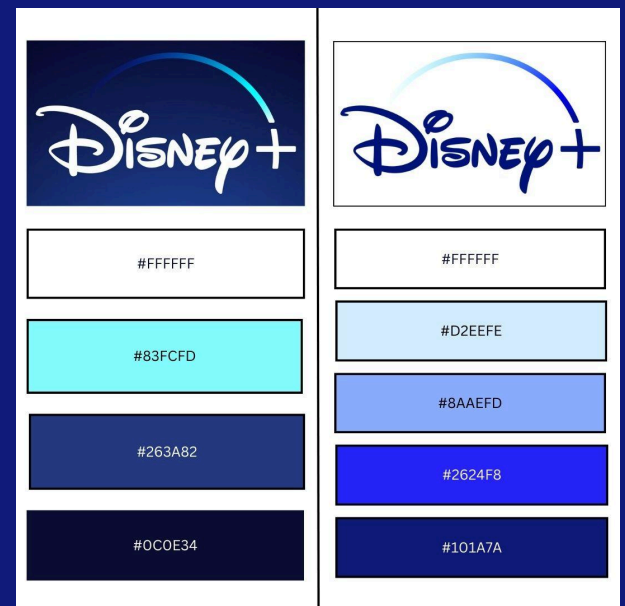 Disney+
#FFFFFF
#83FCFD
#263A82
#0C0E34
Disney+
#FFFFFF
#D2EEFE
#8AAEFD
#2624F8
#101A7A